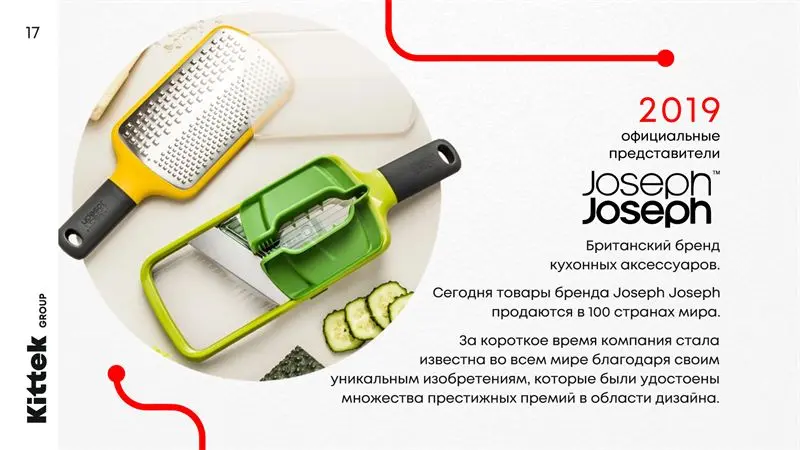 17
2019
официальные
представители
Joseph™
Joseph
Британский бренд
кухонных аксессуаров.
Сегодня товары бренда Joseph Joseph
продаются в 100 странах мира.
За короткое время компания стала
известна во всем мире благодаря своим
уникальным изобретениям, которые были удостоены
множества престижных премий в области дизайна.
Kittek GROUP